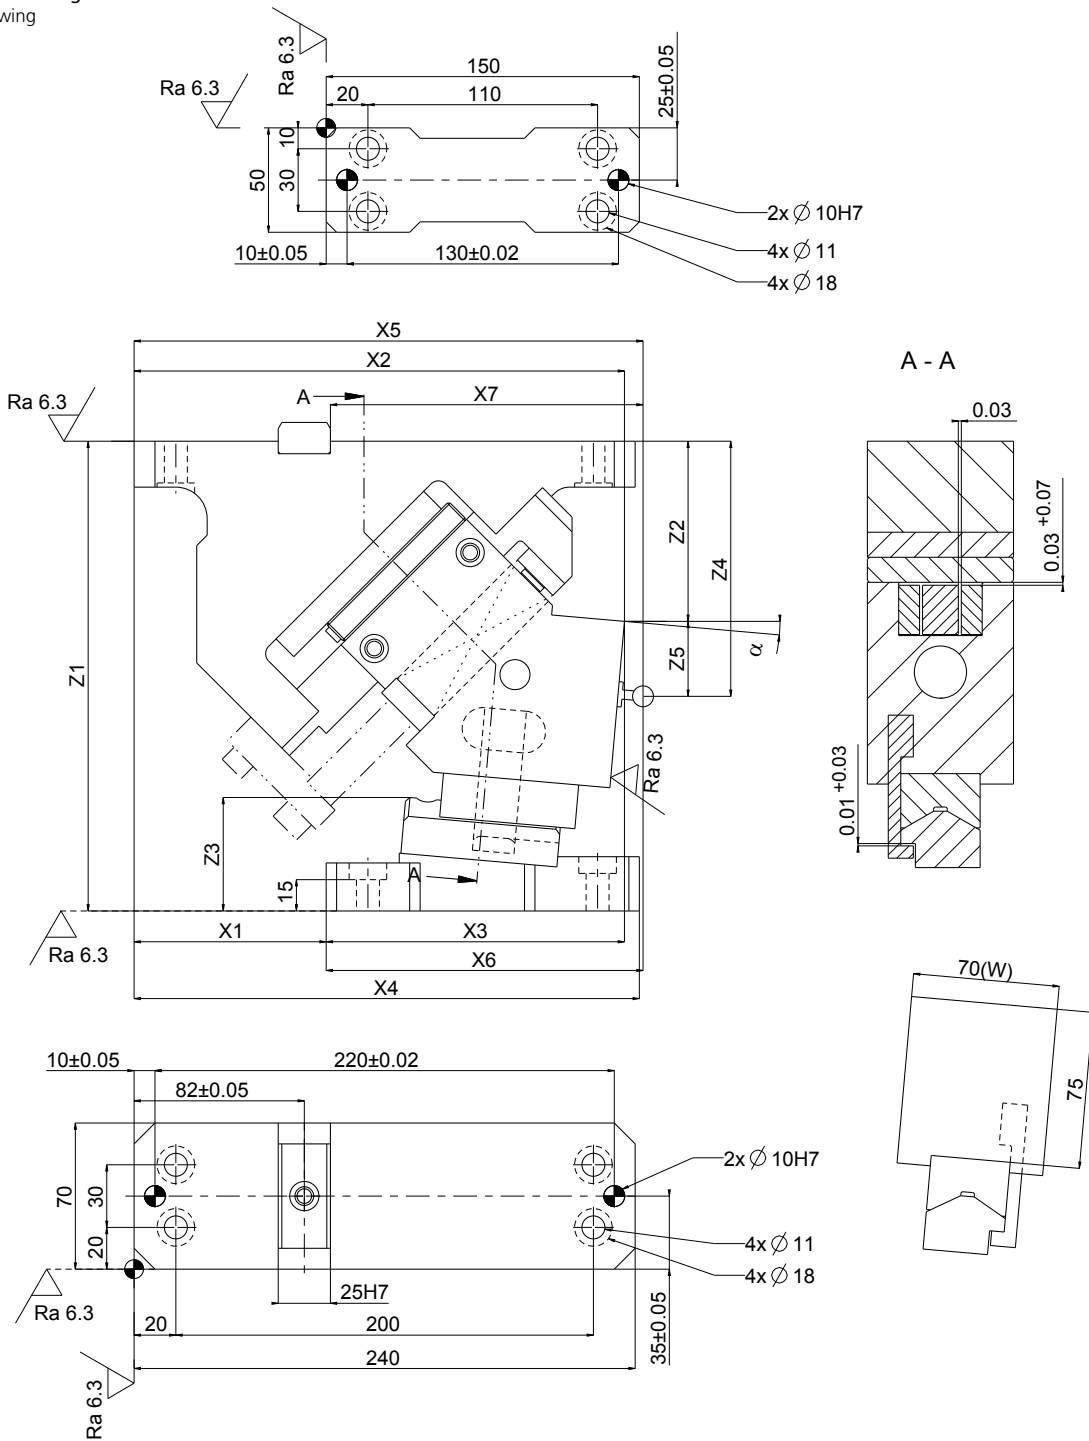 wing
Ra 6.3
Ra 6.3
150
20
110
25±0.05
10
50
30
10±0.05
130±0.02
2x ∅ 10H7
4x ∅ 11
4x ∅ 18
X5
X2
X7
A
A - A
Ra 6.3
0.03
0.03 +0.07
Z1
Z2
Z4
Z5
α
Ra 6.3
Z3
15
A
0.01 +0.03
Ra 6.3
X1
X3
X6
X4
70(W)
75
10±0.05
220±0.02
82±0.05
70
30
20
2x ∅ 10H7
4x ∅ 11
4x ∅ 18
Ra 6.3
25H7
20
200
35±0.05
240
Ra 6.3